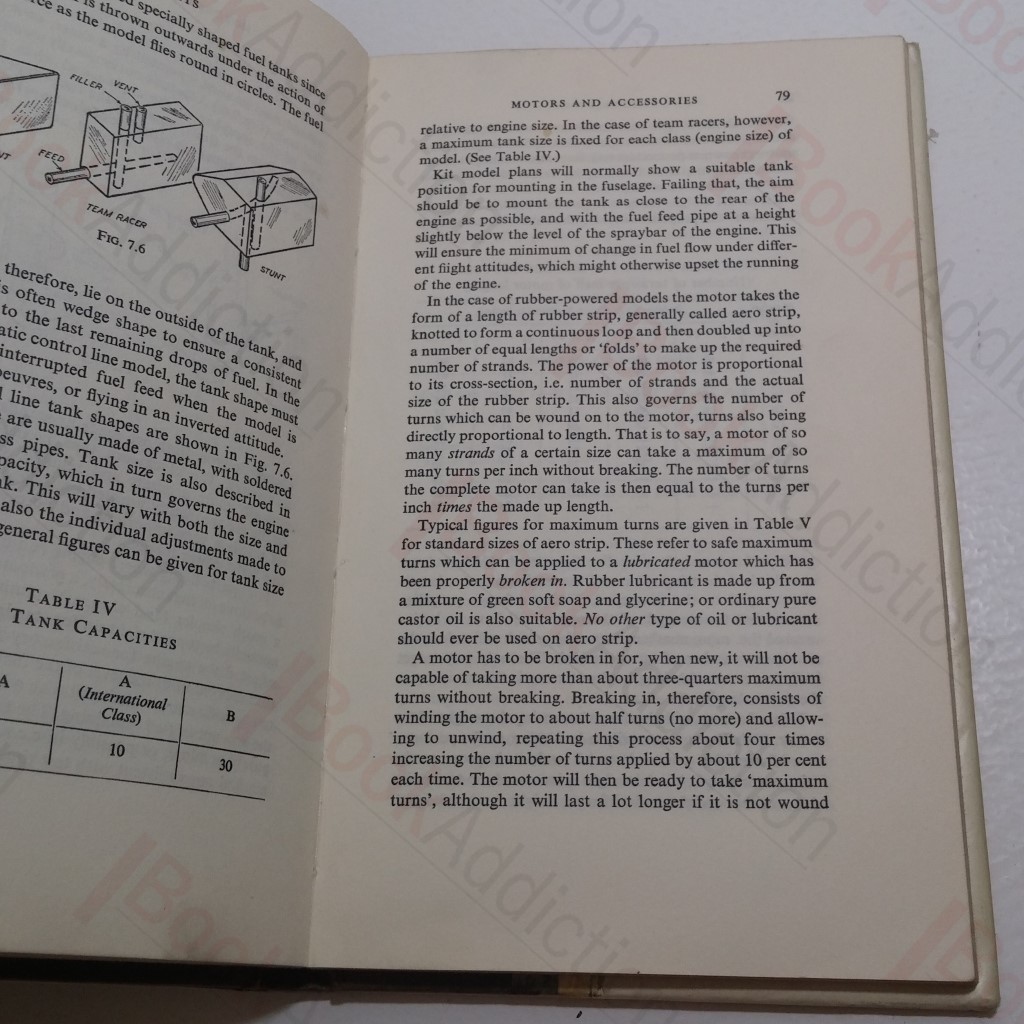 specially shaped fuel tanks since
is thrown outwards under the action of
as the model flies round in circles. The fuel
FILLER
VENT
FEED
TEAM RACER
STUNT
FIG. 7.6
therefore, lie on the outside of the tank, and
often wedge shape to ensure a consistent
to the last remaining drops of fuel. In the
control line model, the tank shape must
interrupted fuel feed when the model is
or flying in an inverted attitude.
line tank shapes are shown in Fig. 7.6.
are usually made of metal, with soldered
pipes. Tank size is also described in
which in turn governs the engine
This will vary with both the size and
also the individual adjustments made to
general figures can be given for tank size
TABLE IV
TANK CAPACITIES
A
A
(International
Class)
B
10
30
MOTORS AND ACCESSORIES 79
relative to engine size. In the case of team racers, however,
a maximum tank size is fixed for each class (engine size) of
model. (See Table IV.)
Kit model plans will normally show a suitable tank
position for mounting in the fuselage. Failing that, the aim
should be to mount the tank as close to the rear of the
engine as possible, and with the fuel feed pipe at a height
slightly below the level of the spraybar of the engine. This
will ensure the minimum of change in fuel flow under differ-
ent flight attitudes, which might otherwise upset the running
of the engine.
In the case of rubber-powered models the motor takes the
form of a length of rubber strip, generally called aero strip,
knotted to form a continuous loop and then doubled up into
a number of equal lengths or 'folds' to make up the required
number of strands. The power of the motor is proportional
to its cross-section, i.e. number of strands and the actual
size of the rubber strip. This also governs the number of
turns which can be wound on to the motor, turns also being
directly proportional to length. That is to say, a motor of so
many strands of a certain size can take a maximum of so
many turns per inch without breaking. The number of turns
the complete motor can take is then equal to the turns per
inch times the made up length.
Typical figures for maximum turns are given in Table V
for standard sizes of aero strip. These refer to safe maximum
turns which can be applied to a lubricated motor which has
been properly broken in. Rubber lubricant is made up from
a mixture of green soft soap and glycerine; or ordinary pure
castor oil is also suitable. No other type of oil or lubricant
should ever be used on aero strip.
A motor has to be broken in for, when new, it will not be
capable of taking more than about three-quarters maximum
turns without breaking. Breaking in, therefore, consists of
winding the motor to about half turns (no more) and allow-
ing to unwind, repeating this process about four times
increasing the number of turns applied by about 10 per cent
each time. The motor will then be ready to take 'maximum
turns', although it will last a lot longer if it is not wound
BookAddiction
BookAddiction
BookAddiction